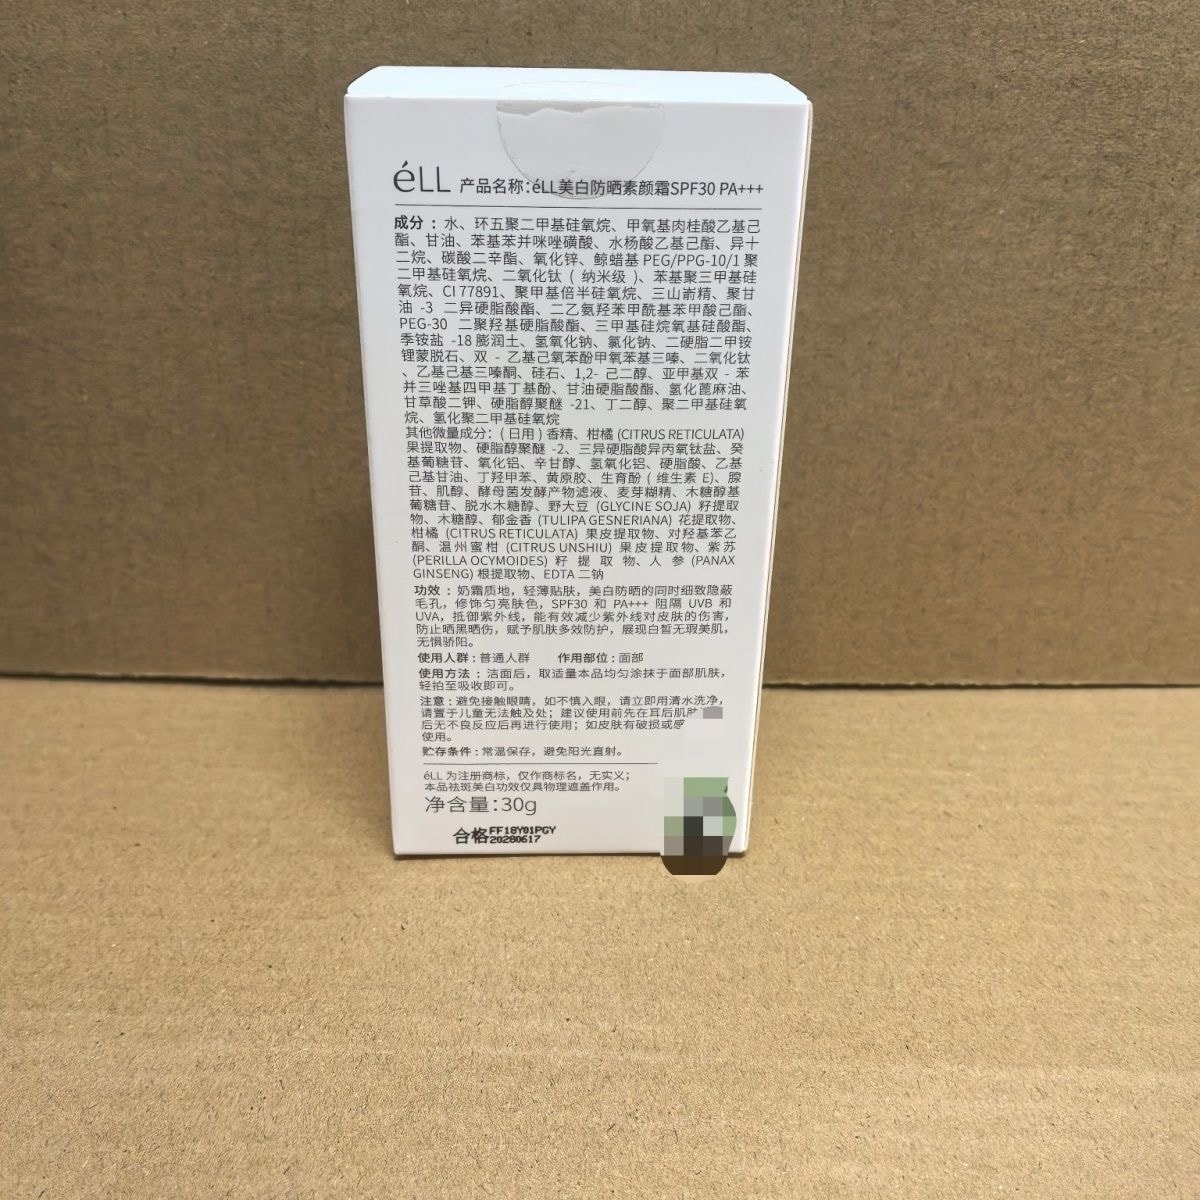 éLL 产品名称：éLL美白防晒素颜霜SPF30 PA+++
成分：水、环五聚二甲基硅氧烷、甲氧基肉桂酸乙基己
酯、甘油、苯基苯并咪唑磺酸、水杨酸乙基己酯、异十
二烷、碳酸二辛酯、氧化锌、鲸蜡基 PEG/PPG-10/1 聚
二甲基硅氧烷、二氧化钛（纳米级）、苯基聚三甲基硅
氧烷、CI 77891、聚甲基倍半硅氧烷、三山嵛精、聚甘
油 -3 二异硬脂酸酯、二乙氨羟苯甲酰基苯甲酸己酯、
PEG-30 二聚羟基硬脂酸酯、三甲基硅烷氧基硅酸酯、
季铵盐 -18 膨润土、氢氧化钠、氯化钠、二硬脂二甲铵
锂蒙脱石、双 - 乙基己氧苯酚甲氧苯基三嗪、二氧化钛
、乙基己基三嗪酮、硅石、1,2- 己二醇、亚甲基双 - 苯
并三唑基四甲基丁基酚、甘油硬脂酸酯、氢化蓖麻油、
甘草酸二钾、硬脂醇聚醚 -21、丁二醇、聚二甲基硅氧
烷、氢化聚二甲基硅氧烷
其他微量成分：（日用）香精、柑橘 (CITRUS RETICULATA)
果提取物、硬脂醇聚醚 -2、三异硬脂酸异丙氧钛盐、癸
基葡糖苷、氧化铝、辛甘醇、氢氧化铝、硬脂酸、乙基
己基甘油、丁羟甲苯、黄原胶、生育酚（维生素 E)、腺
苷、肌醇、酵母菌发酵产物滤液、麦芽糊精、木糖醇基
葡糖苷、脱水木糖醇、野大豆 (GLYCINE SOJA) 籽提取
物、木糖醇、郁金香 (TULIPA GESNERIANA) 花提取物、
柑橘 (CITRUS RETICULATA) 果皮提取物、对羟基苯乙
酮、温州蜜柑 (CITRUS UNSHIU) 果皮提取物、紫苏
(PERILLA OCYMOIDES) 籽 提 取 物、人 参 (PANAX
GINSENG) 根提取物、EDTA 二钠
功效：奶霜质地，轻薄贴肤，美白防晒的同时细致隐蔽
毛孔，修饰匀亮肤色，SPF30 和 PA+++ 阻隔 UVB 和
UVA，抵御紫外线，能有效减少紫外线对皮肤的伤害，
防止晒黑晒伤，赋予肌肤多效防护，展现白皙无瑕美肌，
无惧骄阳。
使用人群：普通人群 作用部位：面部
使用方法：洁面后，取适量本品均匀涂抹于面部肌肤，
轻拍至吸收即可。
注意：避免接触眼睛，如不慎入眼，请立即用清水洗净，
请置于儿童无法触及处；建议使用前先在耳后肌肤
后无不良反应后再进行使用；如皮肤有破损或感
使用。
贮存条件：常温保存，避免阳光直射。
éLL 为注册商标，仅作商标名，无实义；
本品祛斑美白功效仅具物理遮盖作用。
净含量：30g
合格 FF18Y01PGY
20280617